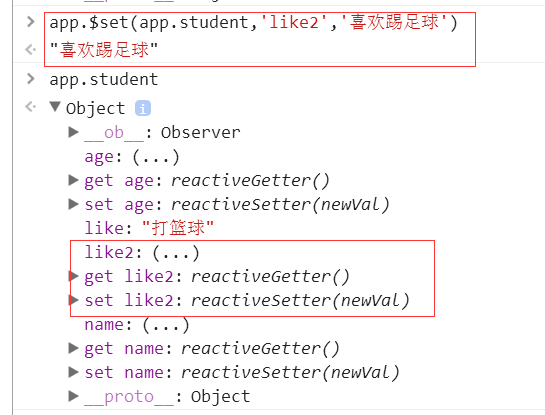 > app.$set(app.student,'like2','喜欢踢足球')
"喜欢踢足球"
> app.student
▼ Object i
▶ __ob__: Observer
age: (...)
▶ get age: reactiveGetter()
▶ set age: reactiveSetter(newVal)
like: "打篮球"
like2: (...)
▶ get like2: reactiveGetter()
▶ set like2: reactiveSetter(newVal)
name: (...)
▶ get name: reactiveGetter()
▶ set name: reactiveSetter(newVal)
▶ __proto__: Object